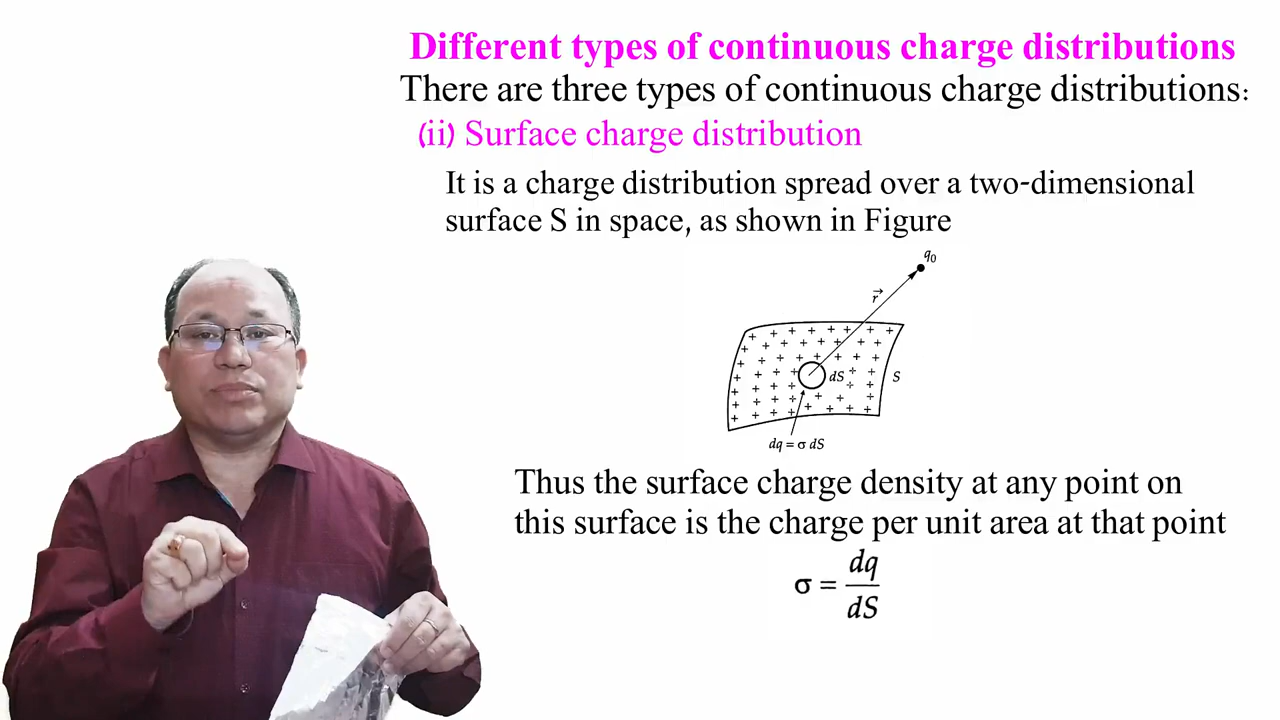 Different types of continuous charge distributions
There are three types of continuous charge distributions:
(ii) Surface charge distribution
It is a charge distribution spread over a two-dimensional
surface S in space, as shown in Figure
q₀
r⃗
dS
S
dq = σ dS
Thus the surface charge density at any point on
this surface is the charge per unit area at that point
σ = dq/dS